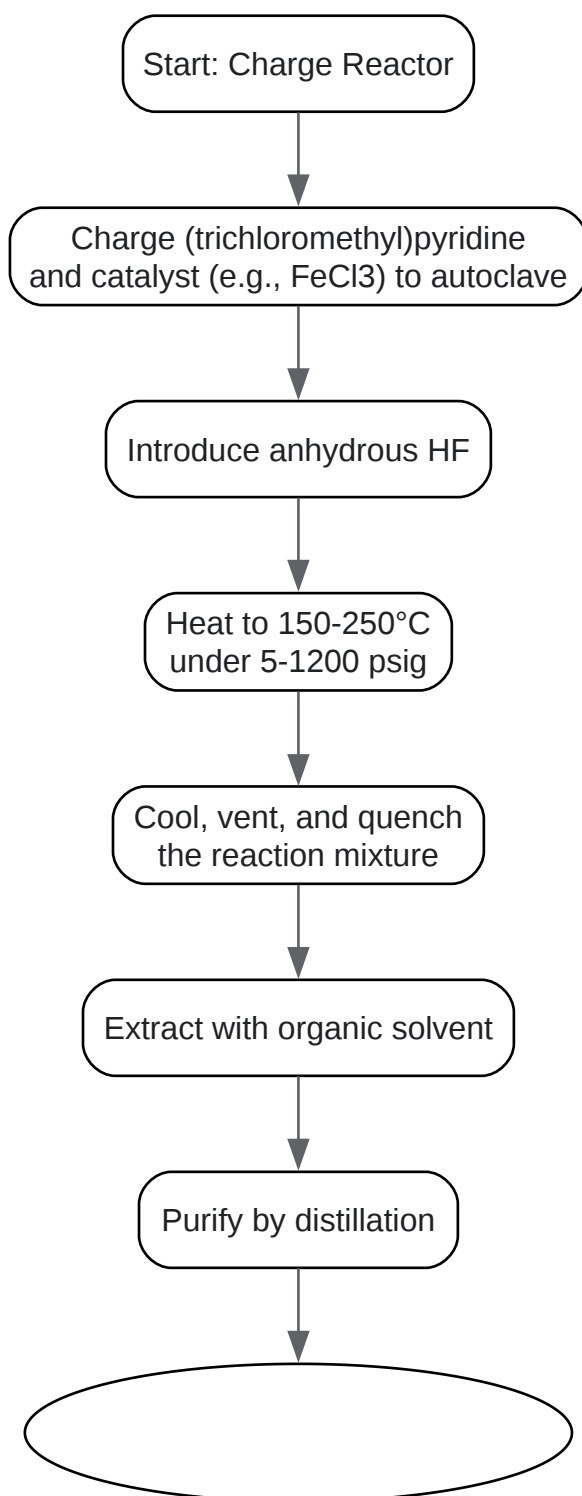 Start: Charge Reactor
Charge (trichloromethyl)pyridine
and catalyst (e.g., FeCl3) to autoclave
Introduce anhydrous HF
Heat to 150-250°C
under 5-1200 psig
Cool, vent, and quench
the reaction mixture
Extract with organic solvent
Purify by distillation